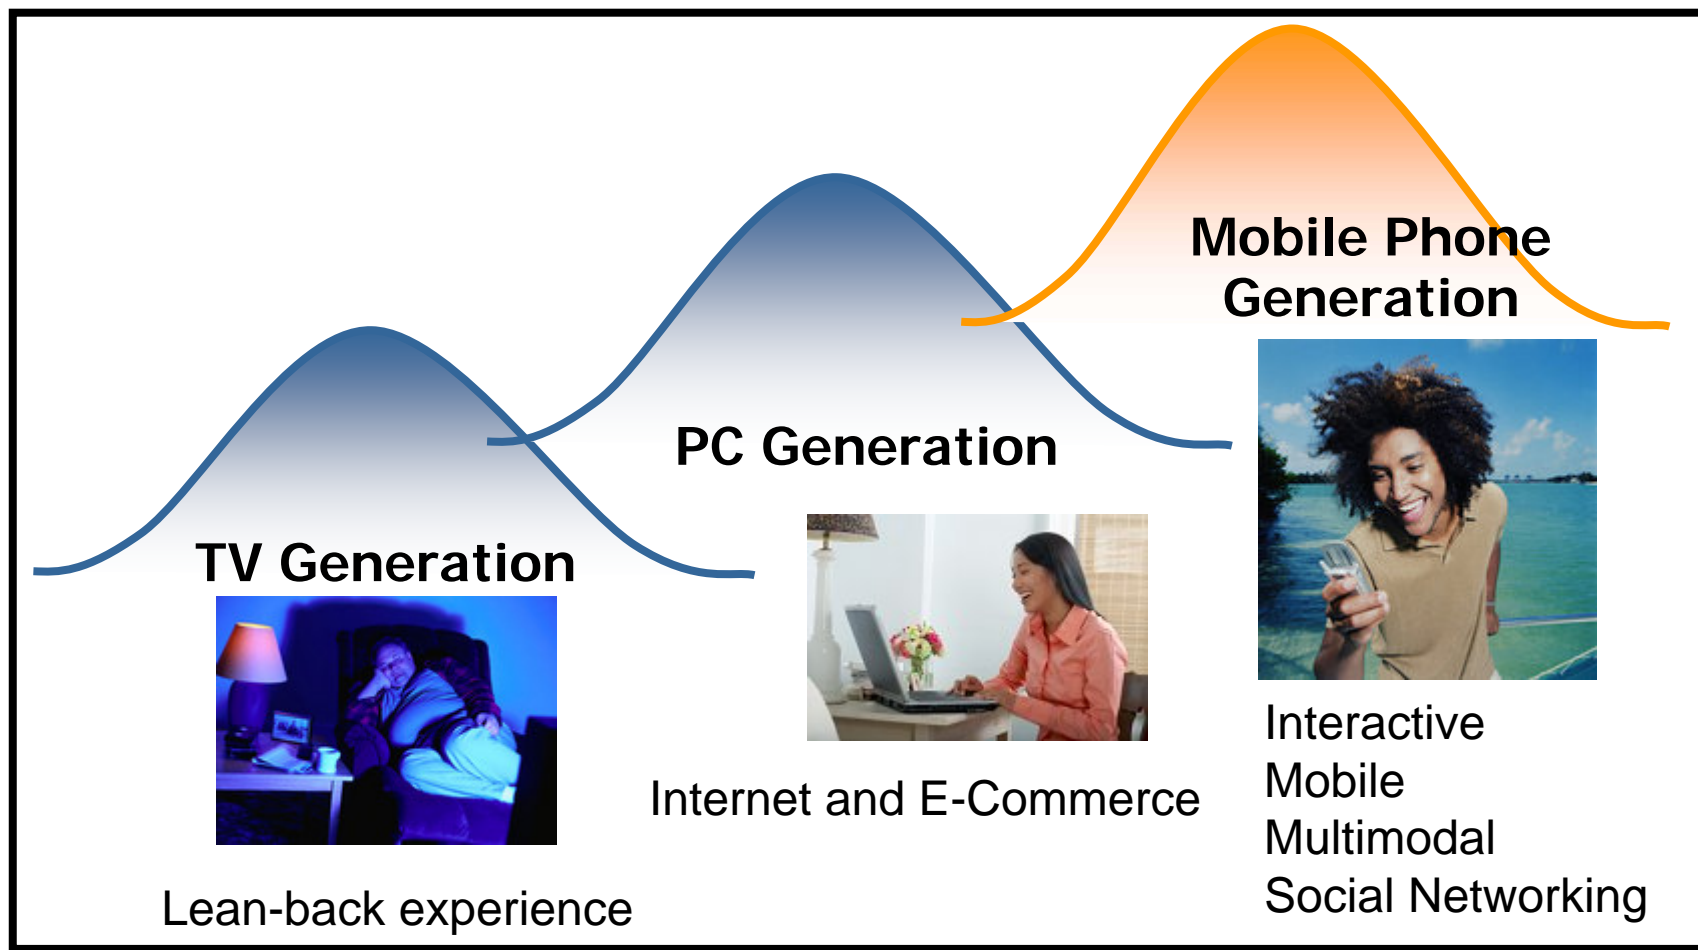 TV Generation
Lean-back experience
PC Generation
Internet and E-Commerce
Mobile Phone
Generation
Interactive
Mobile
Multimodal
Social Networking